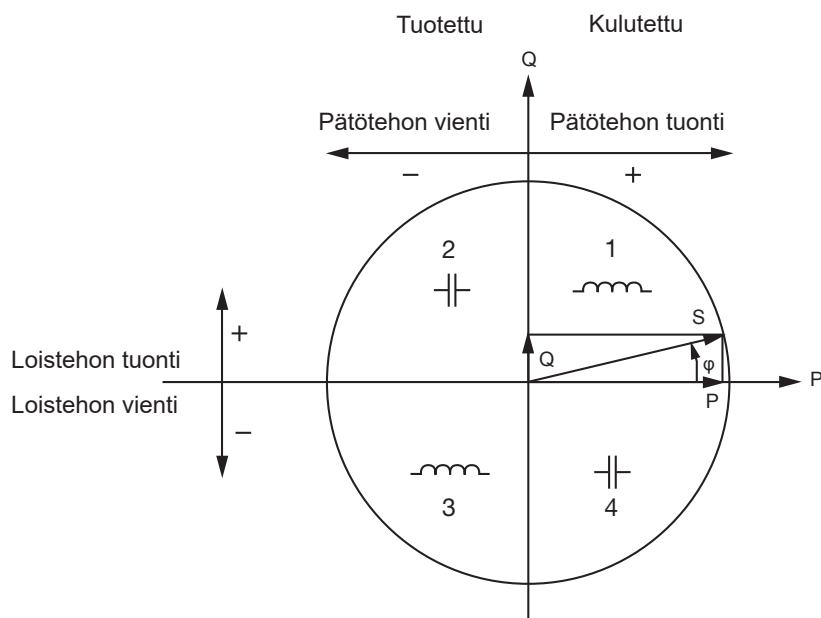 Tuotettu Kulutettu
Q
Pätötehon vienti Pätötehon tuonti
− +
2 1
S
+
Q φ
Loistehon tuonti
P
Loistehon vienti P
−
3 4